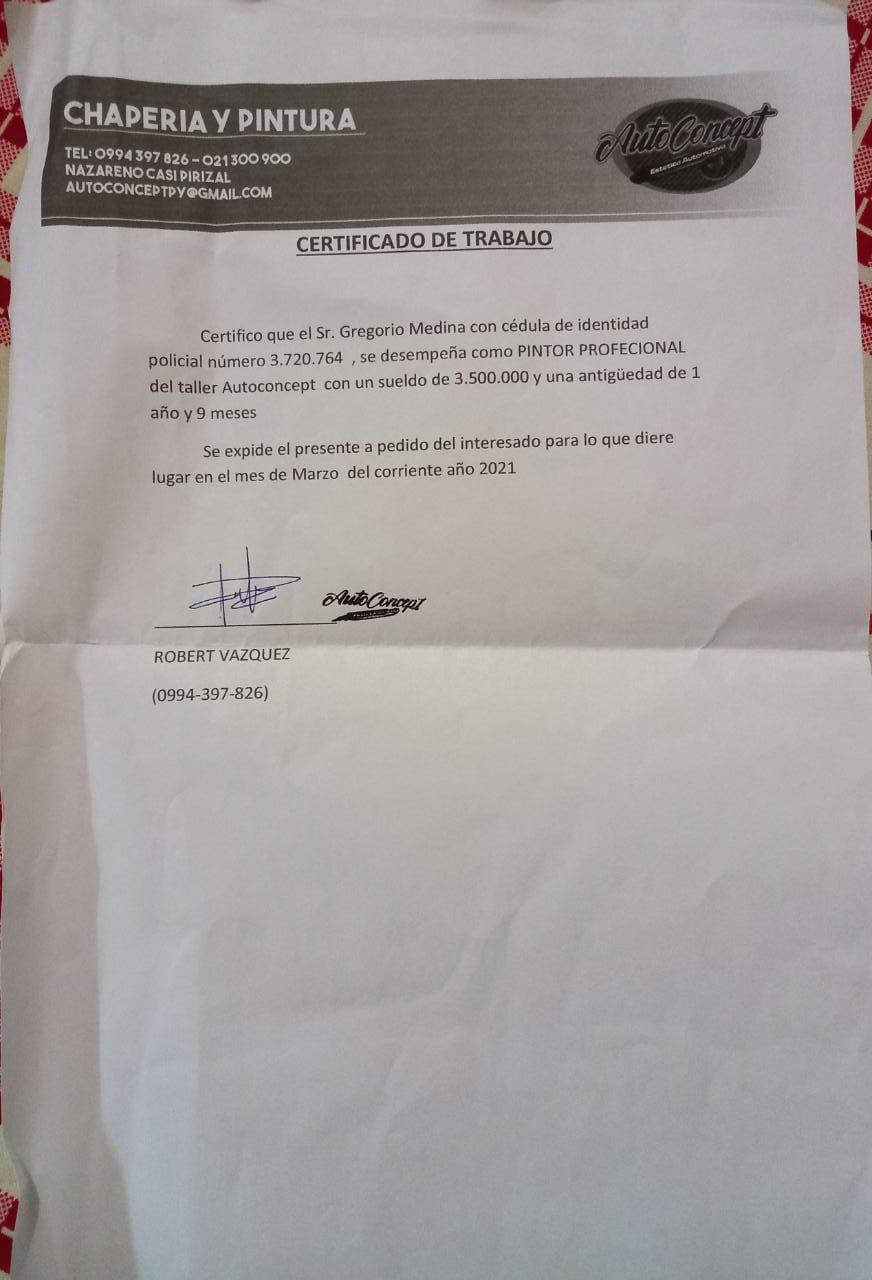 CHAPERIA Y PINTURA
TEL: 0994 397 826 – 021 300 900
NAZARENO CASI PIRIZAL
AUTOCONCEPTPY@GMAIL.COM
AutoConcept
Estetica Automotiva
CERTIFICADO DE TRABAJO
Certifico que el Sr. Gregorio Medina con cédula de identidad
policial número 3.720.764 , se desempeña como PINTOR PROFECIONAL
del taller Autoconcept con un sueldo de 3.500.000 y una antigüedad de 1
año y 9 meses
Se expide el presente a pedido del interesado para lo que diere
lugar en el mes de Marzo del corriente año 2021
AutoConcept
ROBERT VAZQUEZ
(0994-397-826)